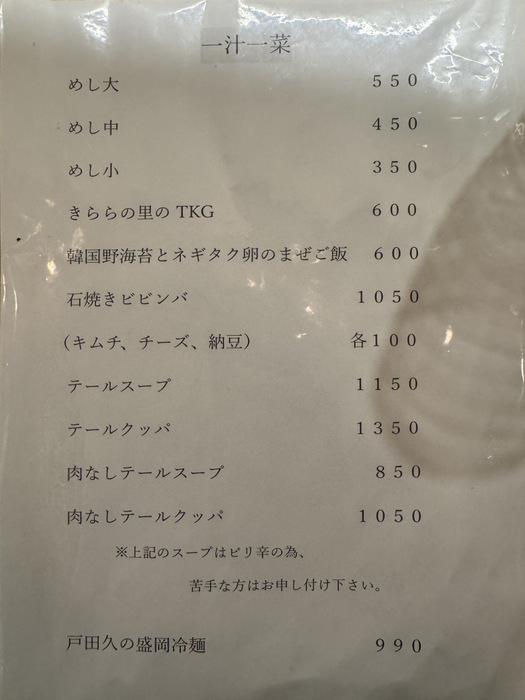 一汁一菜
めし大 550
めし中 450
めし小 350
きららの里の TKG 600
韓国野海苔とネギタク卵のまぜご飯 600
石焼きビビンバ 1050
(キムチ、チーズ、納豆) 各100
テールスープ 1150
テールクッパ 1350
肉なしテールスープ 850
肉なしテールクッパ 1050
※上記のスープはピリ辛の為、
苦手な方はお申し付け下さい。
戸田久の盛岡冷麺 990